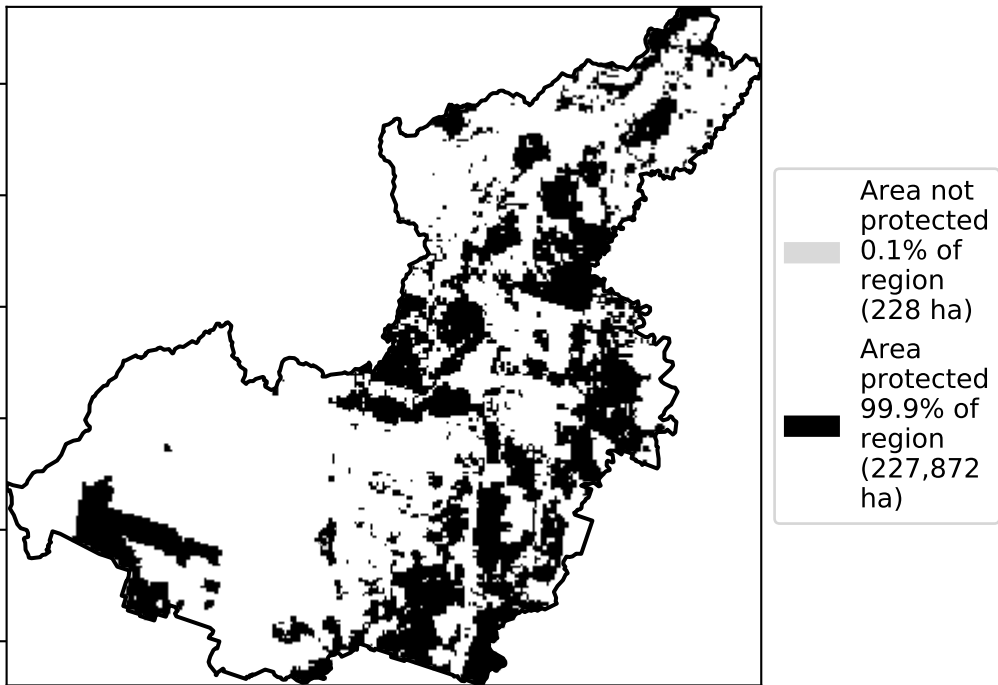 Area not
protected
0.1% of
region
(228 ha)
Area
protected
99.9% of
region
(227,872
ha)